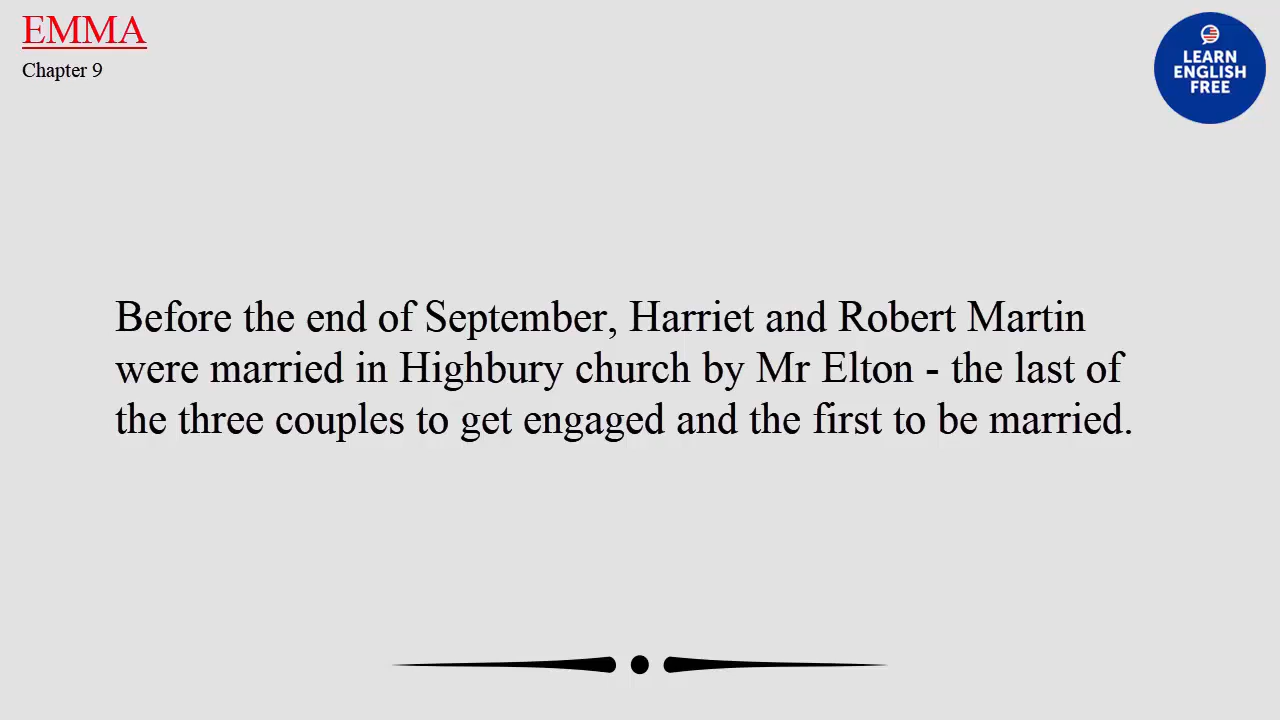 EMMA
Chapter 9
LEARN
ENGLISH
FREE
Before the end of September, Harriet and Robert Martin
were married in Highbury church by Mr Elton - the last of
the three couples to get engaged and the first to be married.